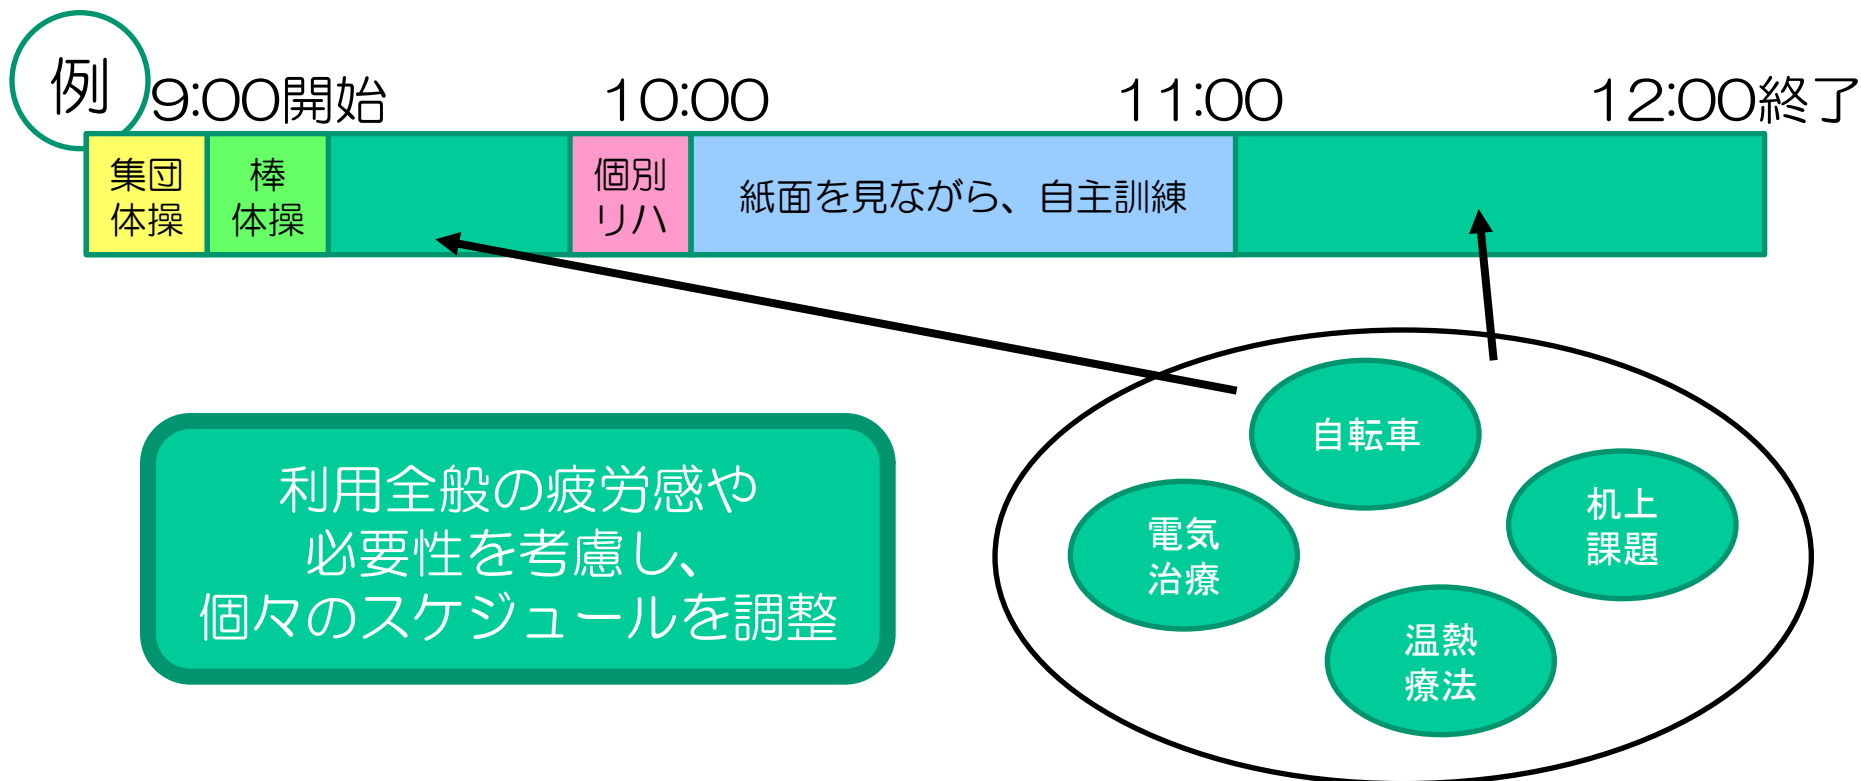 例
9:00開始 10:00 11:00 12:00終了
集団
体操
棒
体操
個別
リハ
紙面を見ながら、自主訓練
利用全般の疲労感や
必要性を考慮し、
個々のスケジュールを調整
自転車
電気
治療
机上
課題
温熱
療法